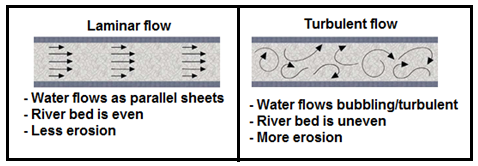 Laminar flow
- Water flows as parallel sheets
- River bed is even
- Less erosion
Turbulent flow
- Water flows bubbling/turbulent
- River bed is uneven
- More erosion